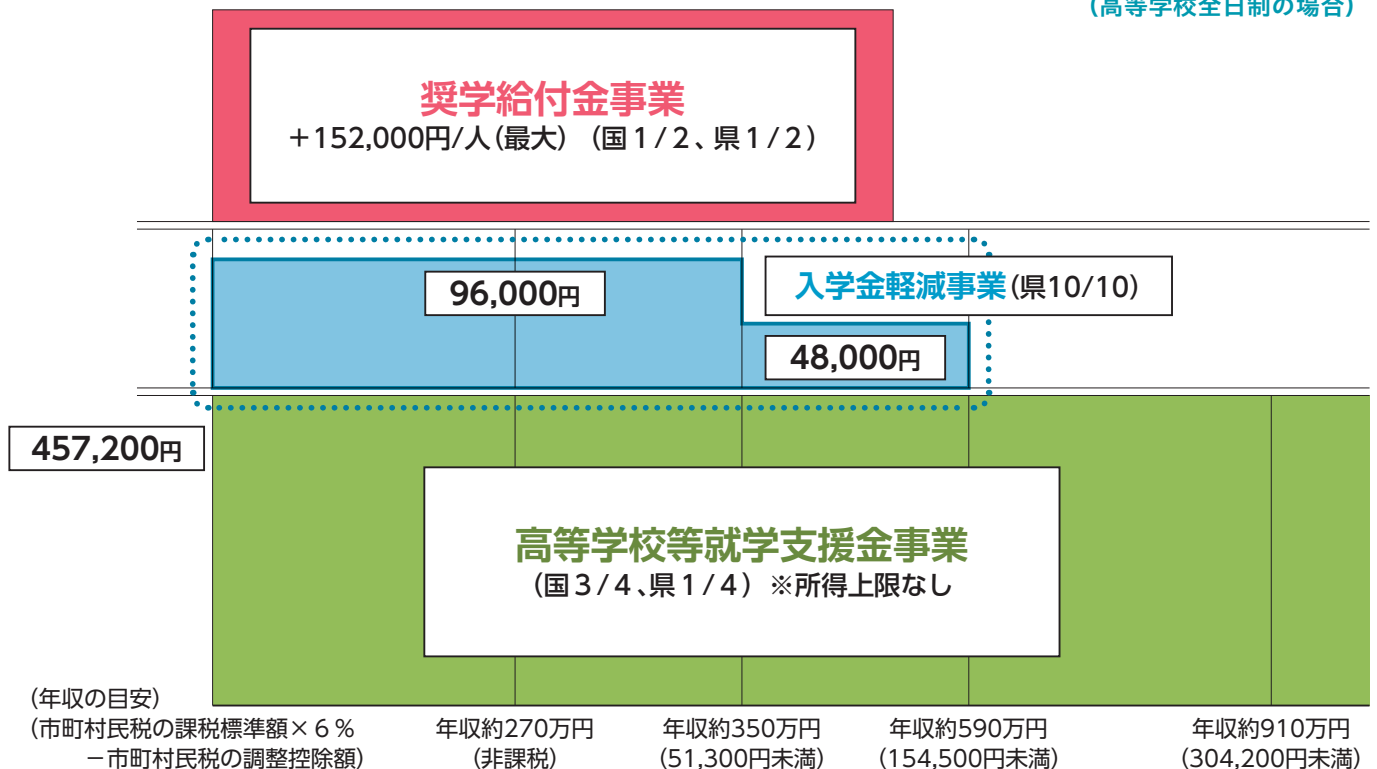 (高等学校全日制の場合)
奨学給付金事業
+152,000円/人(最大) (国1/2、県1/2)
96,000円
入学金軽減事業(県10/10)
48,000円
457,200円
高等学校等就学支援金事業
(国3/4、県1/4) ※所得上限なし
(年収の目安)
(市町村民税の課税標準額×6%
-市町村民税の調整控除額)
年収約270万円
(非課税)
年収約350万円
(51,300円未満)
年収約590万円
(154,500円未満)
年収約910万円
(304,200円未満)